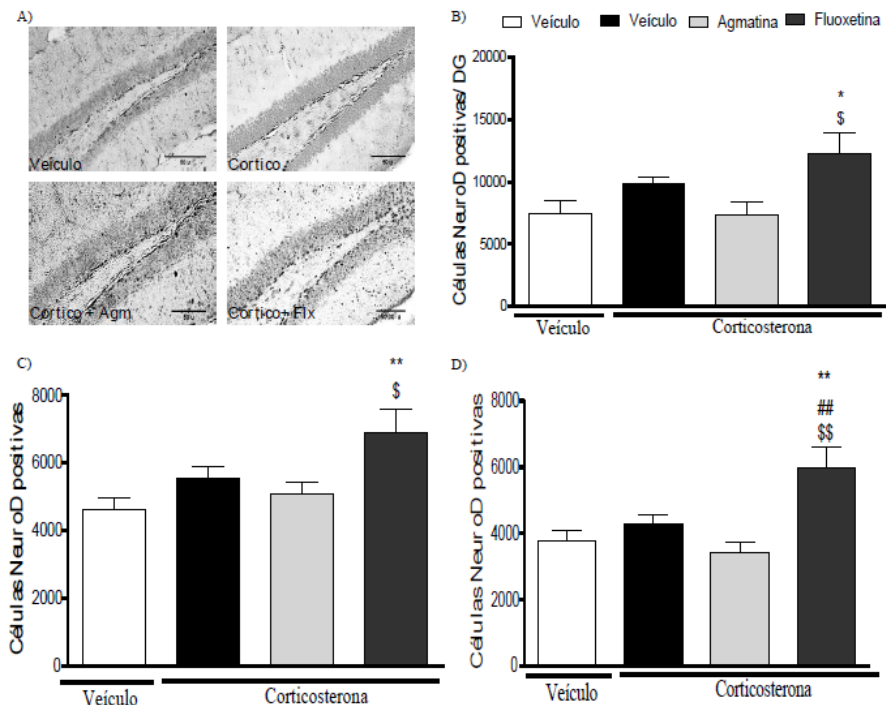 A)
Veículo
Cortico
Cortico + Agm
Cortico+ Flx
B)
Veículo Veículo Agmatina Fluoxetina
Células NeuroD positivas/ DG
20000
15000
10000
5000
0
*
$
Veículo
Corticosterona
C)
Células NeuroD positivas
8000
6000
4000
2000
0
**
$
Veículo
Corticosterona
D)
Células NeuroD positivas
8000
6000
4000
2000
0
**
##
$$
Veículo
Corticosterona